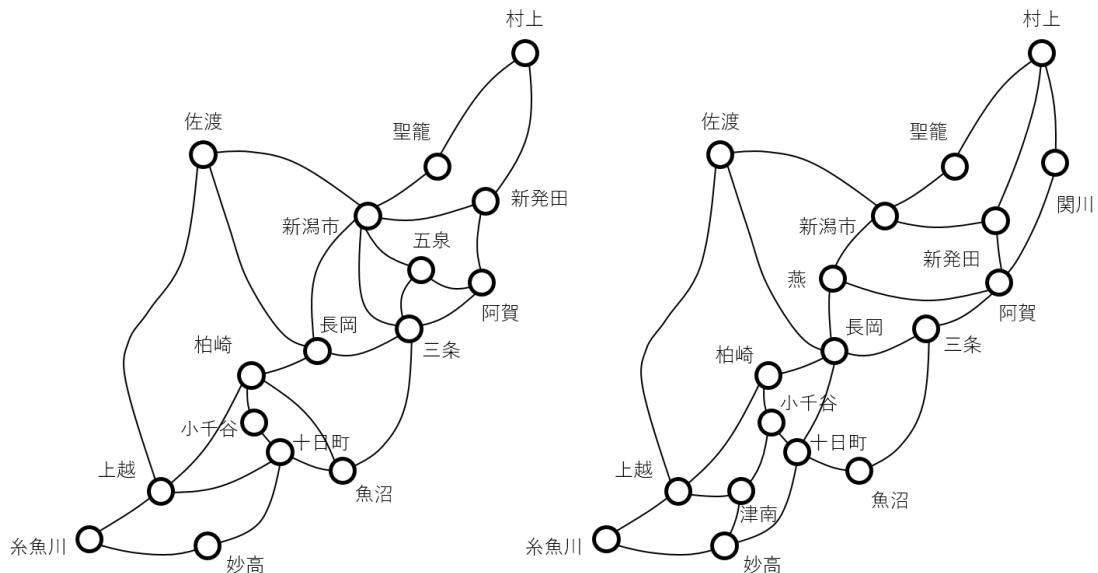 村上
佐渡
聖籠
新発田
新潟市
五泉
阿賀
長岡
三条
柏崎
小千谷
十日町
上越
魚沼
糸魚川
妙高
村上
佐渡
聖籠
関川
新潟市
新発田
燕
阿賀
長岡
三条
柏崎
小千谷
十日町
上越
魚沼
津南
糸魚川
妙高